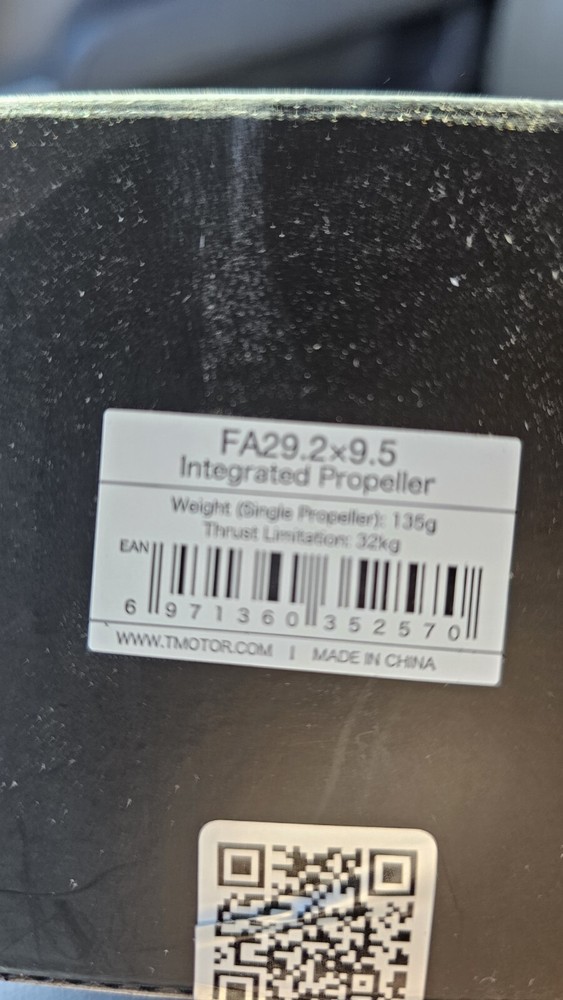 FA29.2×9.5
Integrated Propeller
Weight (Single Propeller): 135g
Thrust Limitation: 32kg
EAN
6 971360 352570
WWW.TMOTOR.COM | MADE IN CHINA